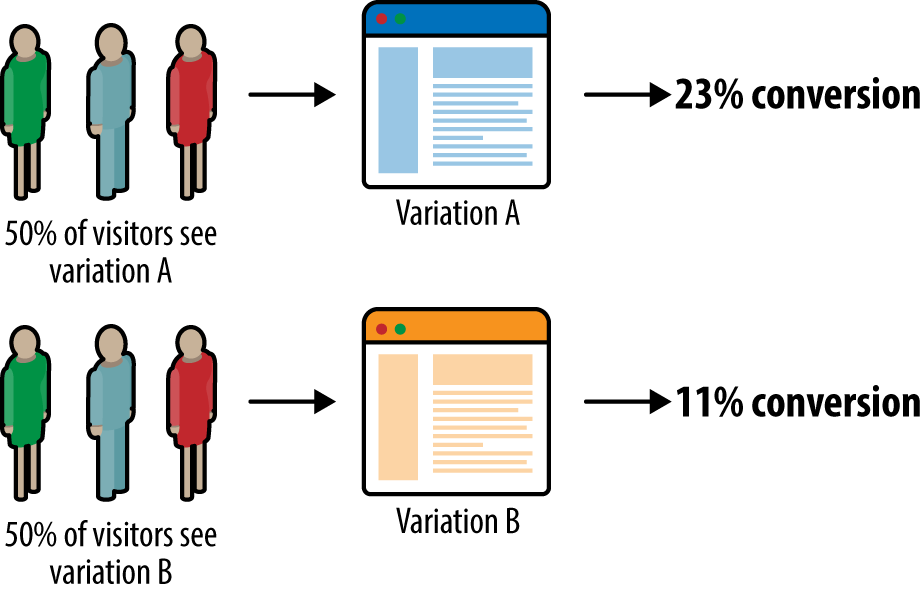 23% conversion
Variation A
50% of visitors see
variation A
11% conversion
Variation B
50% of visitors see
variation B